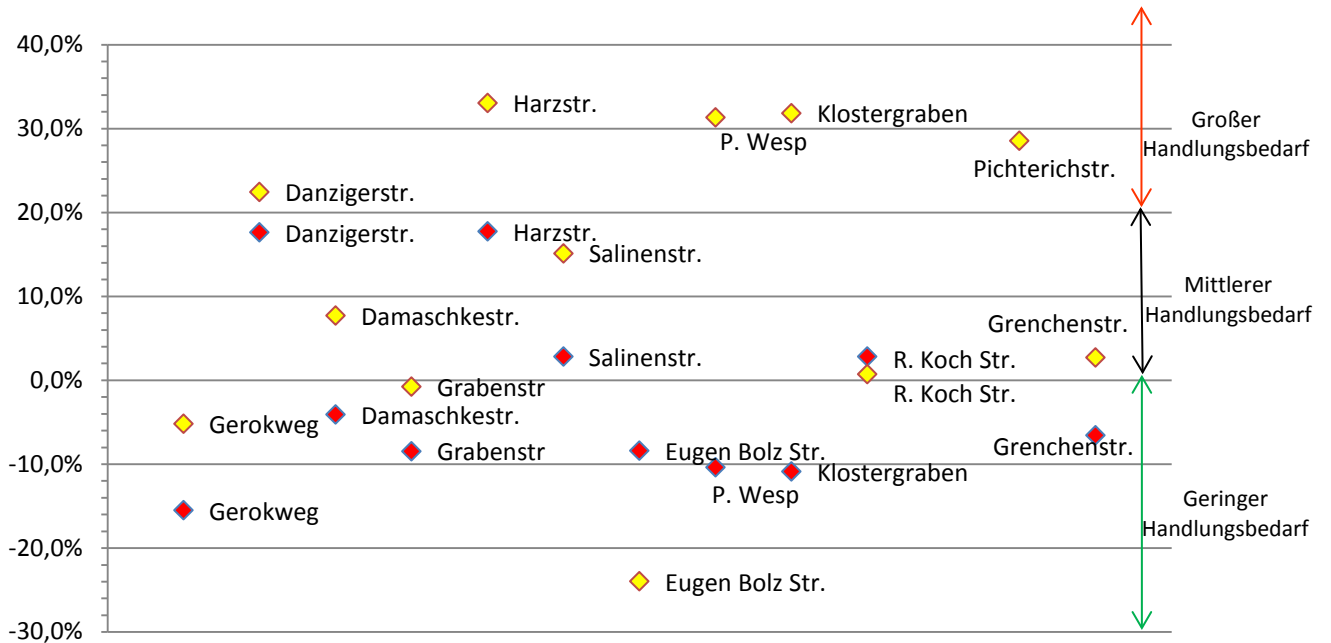 40,0%
Harzstr.
Klostergraben
30,0%
P. Wesp
Großer
Handlungsbedarf
Pichterichstr.
Danzigerstr.
20,0%
Danzigerstr.
Harzstr.
Salinenstr.
10,0%
Mittlerer
Handlungsbedarf
Damaschkestr.
Grenchenstr.
Salinenstr.
R. Koch Str.
0,0%
Grabenstr
R. Koch Str.
Gerokweg
Damaschkestr.
Grabenstr
Eugen Bolz Str.
Grenchenstr.
-10,0%
Klostergraben
P. Wesp
Gerokweg
Geringer
Handlungsbedarf
-20,0%
Eugen Bolz Str.
-30,0%